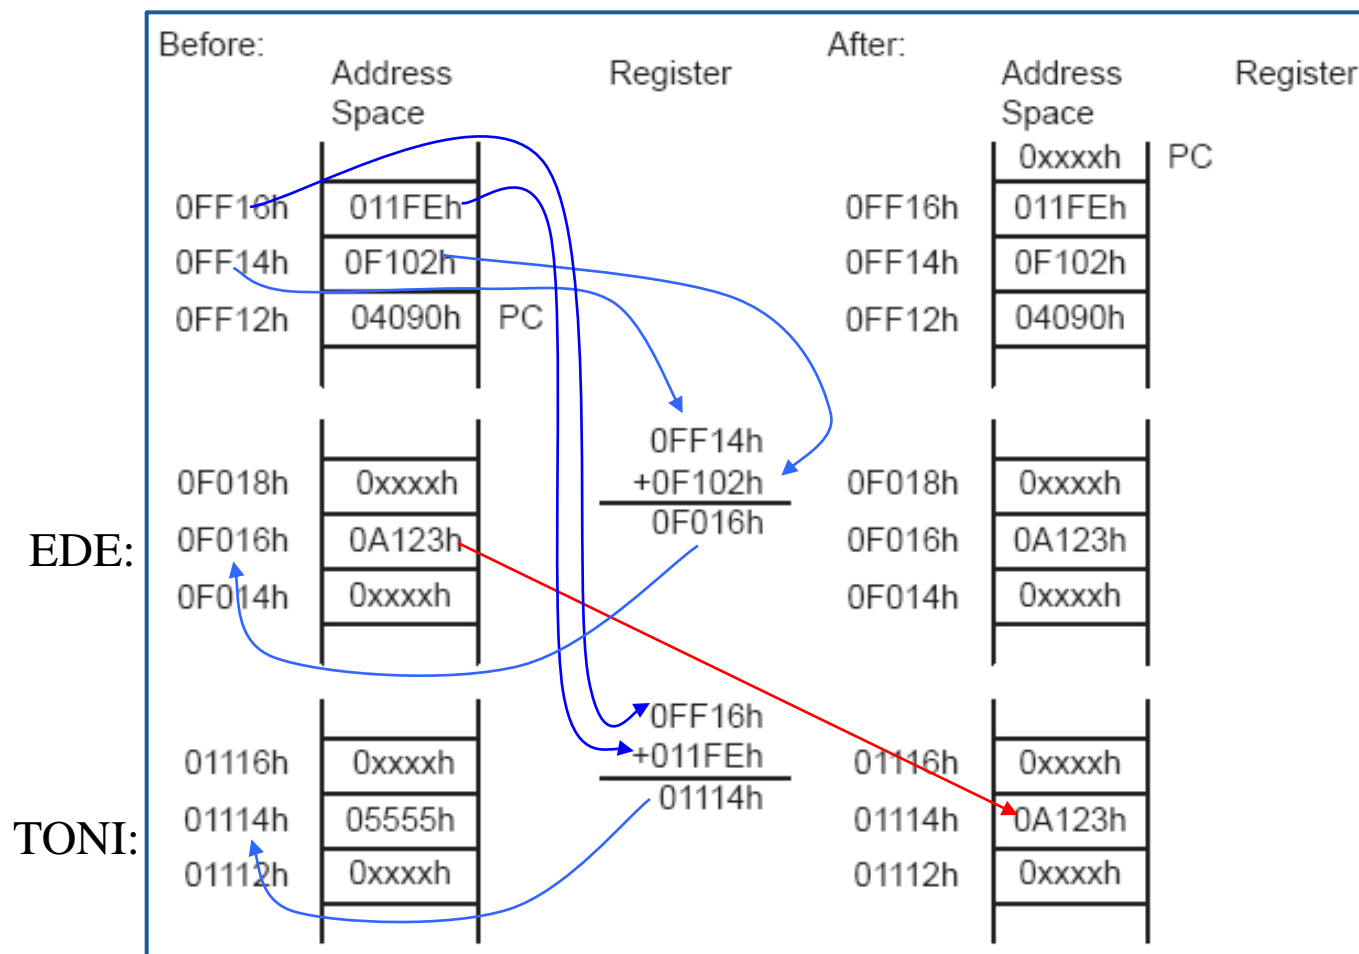 Before: After:
Address Register Address Register
Space Space
0xxxxh PC
0FF16h 011FEh 0FF16h 011FEh
0FF14h 0F102h 0FF14h 0F102h
0FF12h 04090h PC 0FF12h 04090h
0FF14h
0F018h 0xxxxh +0F102h 0F018h 0xxxxh
0F016h
EDE: 0F016h 0A123h 0F016h 0A123h
0F014h 0xxxxh 0F014h 0xxxxh
0FF16h
01116h 0xxxxh +011FEh 01116h 0xxxxh
01114h
TONI: 01114h 05555h 01114h 0A123h
01112h 0xxxxh 01112h 0xxxxh